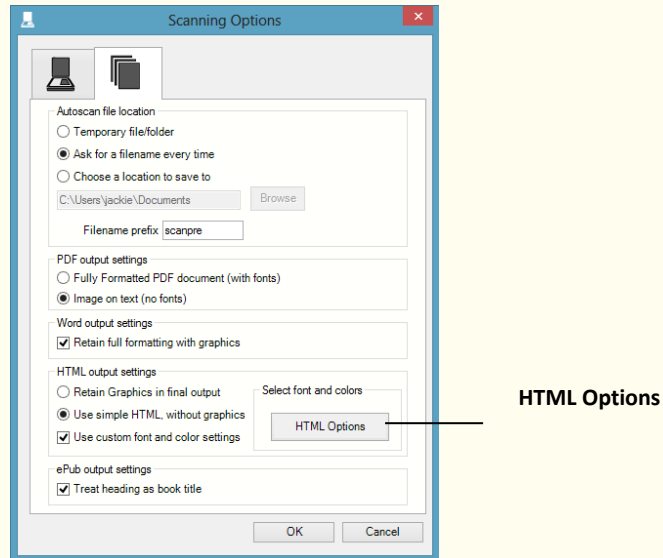 Scanning Options
Autoscan file location
Temporary file/folder
Ask for a filename every time
Choose a location to save to
C:\Users\jackie\Documents
Browse
Filename prefix scanpre
PDF output settings
Fully Formatted PDF document (with fonts)
Image on text (no fonts)
Word output settings
Retain full formatting with graphics
HTML output settings
Retain Graphics in final output
Use simple HTML, without graphics
Use custom font and color settings
Select font and colors
HTML Options
HTML Options
ePub output settings
Treat heading as book title
OK
Cancel